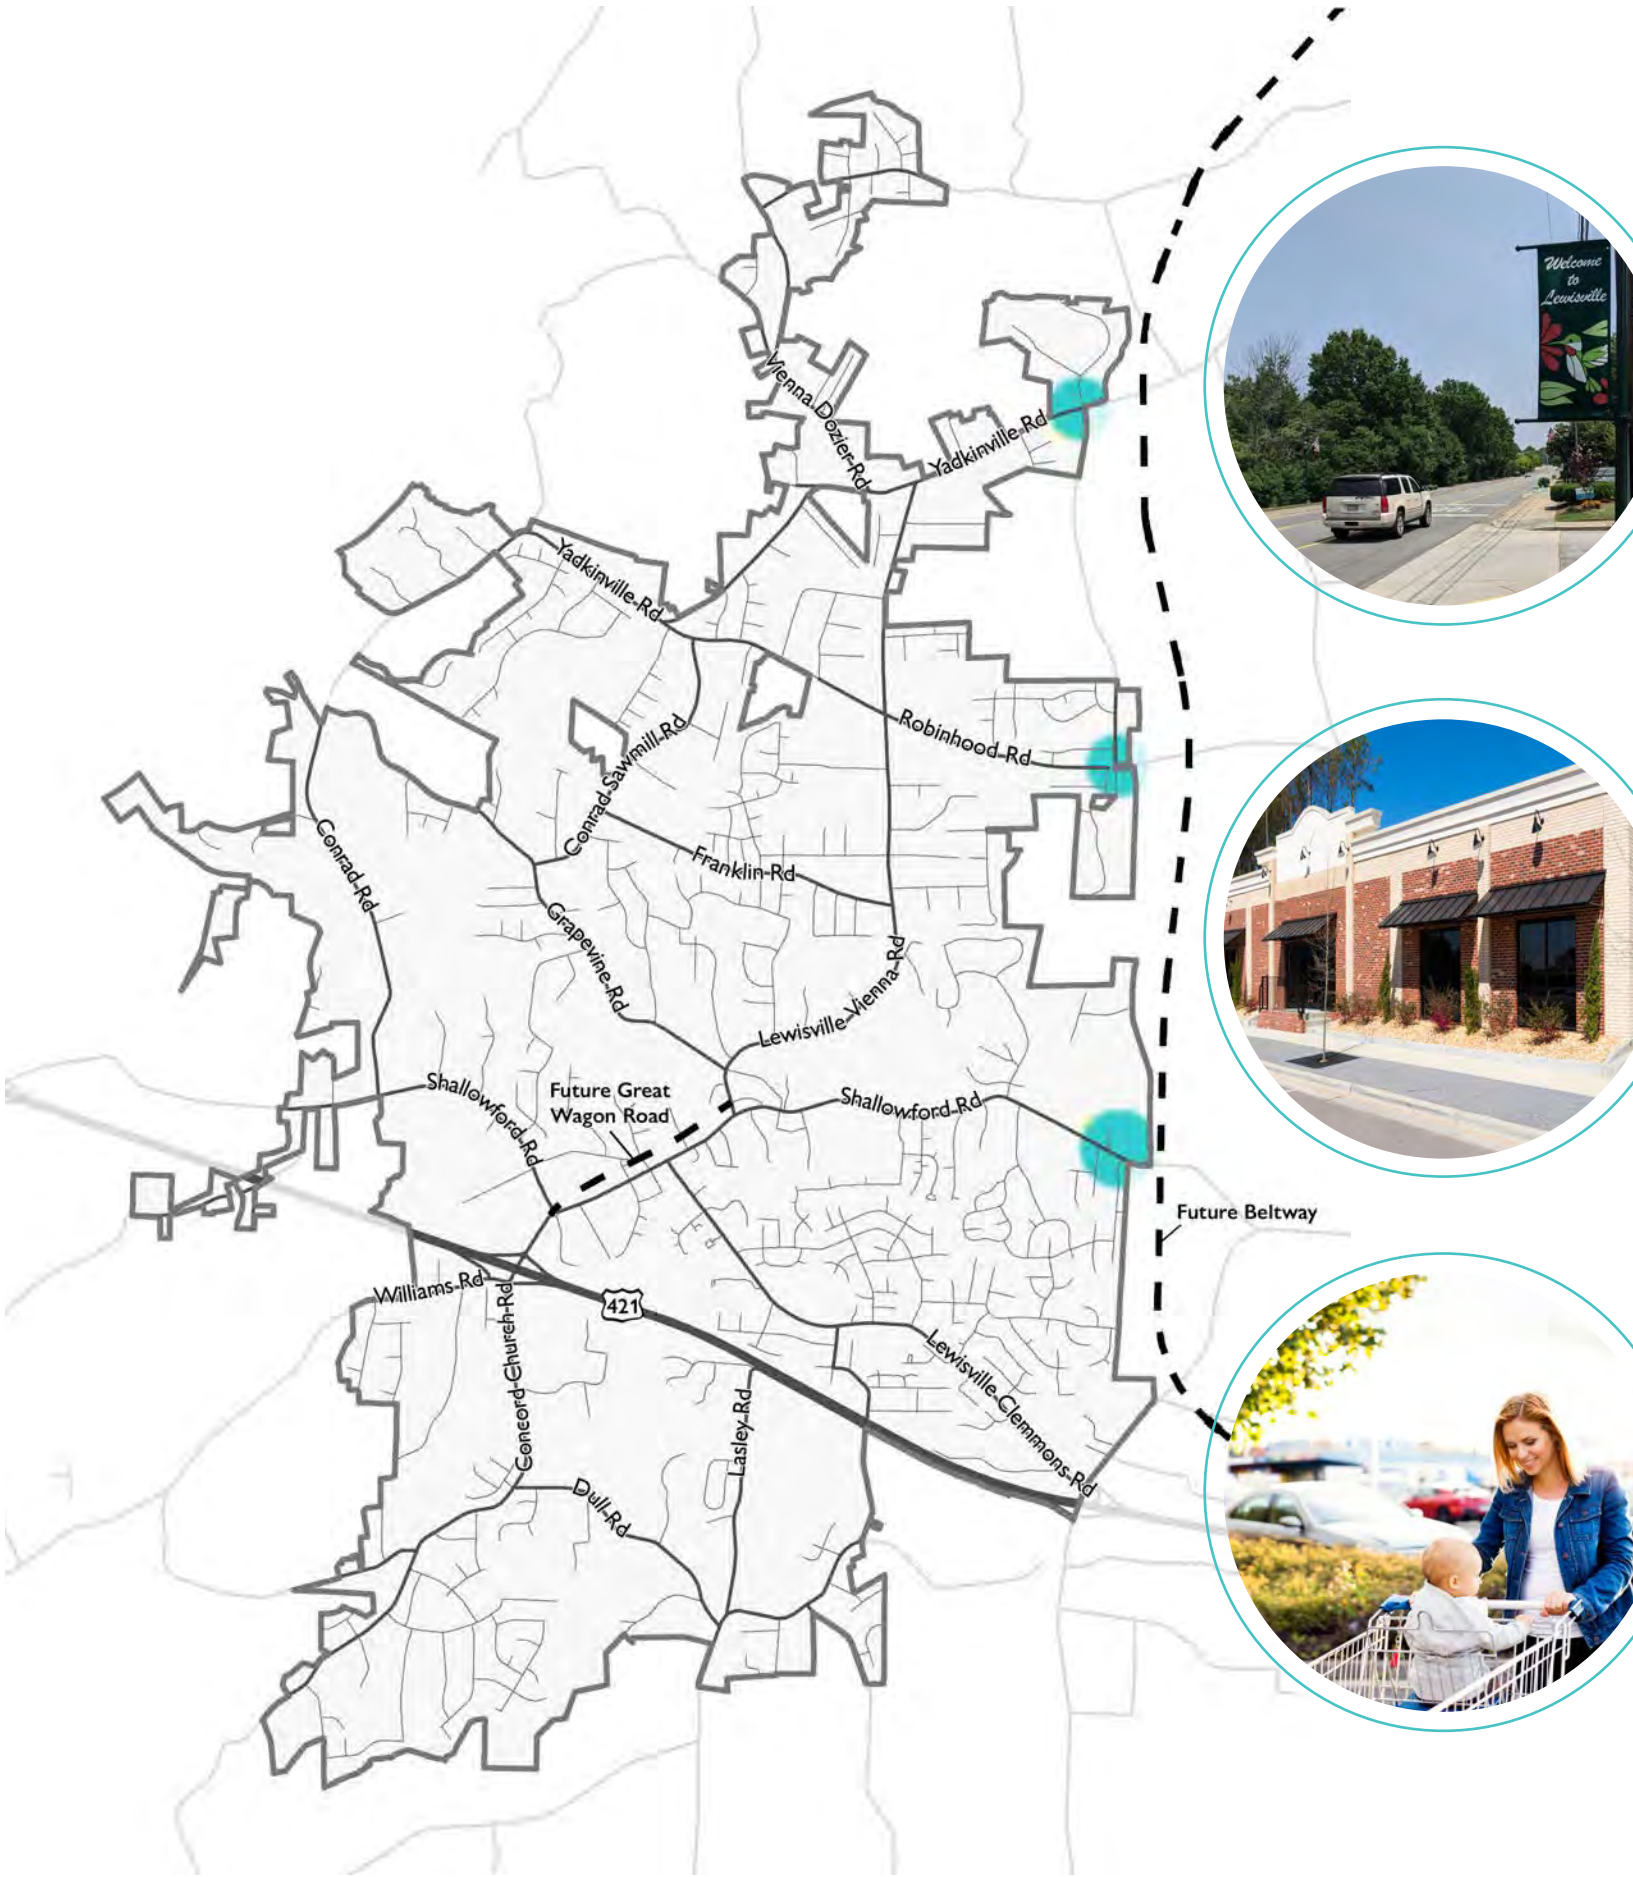 Welcome
to
Lewisville
Vienna Dozier Rd
Yadkinville Rd
Yadkinville Rd
Robinhood Rd
Conrad Sawmill Rd
Conrad Rd
Franklin Rd
Grapevine Rd
Lewisville Vienna Rd
Shallowford Rd
Future Great
Wagon Road
Shallowford Rd
Future Beltway
Williams Rd
421
Concord Church Rd
Lewisville Clemmons Rd
Lasley Rd
Dull Rd